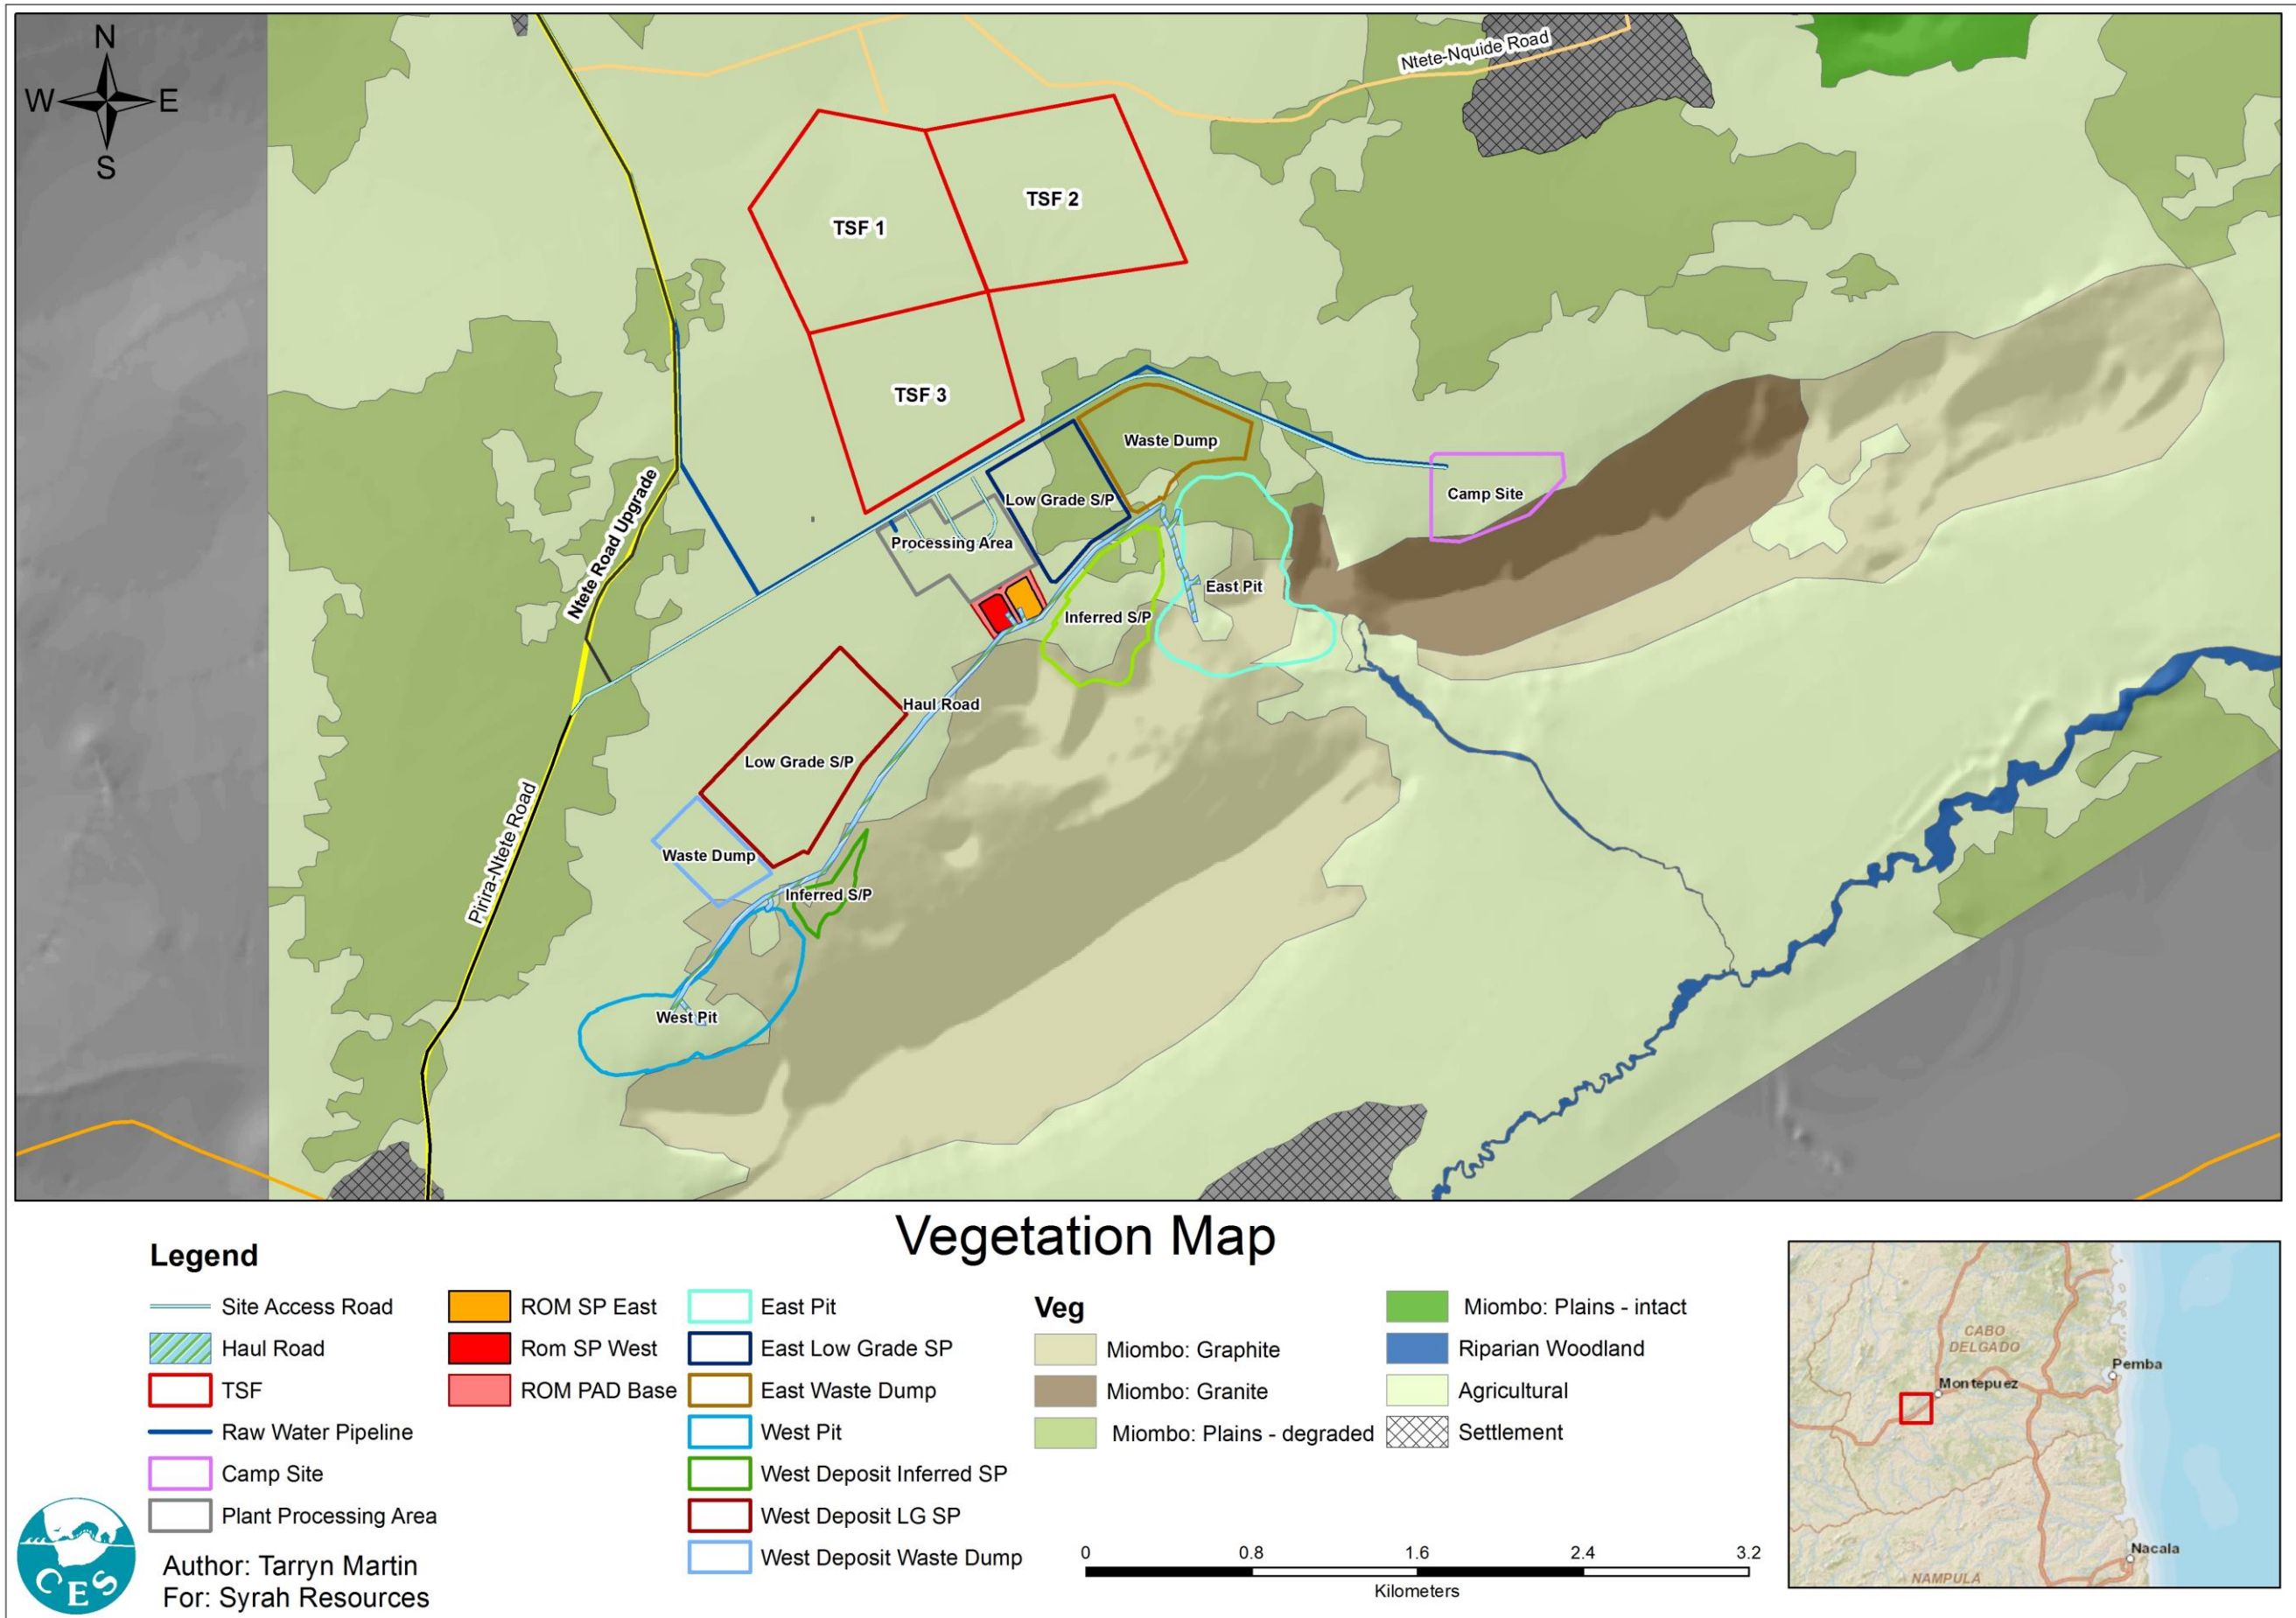 N
W E
S
Ntete-Nquide Road
TSF 1
TSF 2
TSF 3
Waste Dump
Low Grade S/P
Camp Site
Processing Area
East Pit
Inferred S/P
Ntete Road Upgrade
Haul Road
Low Grade S/P
Pirira-Ntete Road
Waste Dump
Inferred S/P
West Pit
Vegetation Map
Legend
Site Access Road
Haul Road
TSF
Raw Water Pipeline
Camp Site
Plant Processing Area
ROM SP East
Rom SP West
ROM PAD Base
East Pit
East Low Grade SP
East Waste Dump
West Pit
West Deposit Inferred SP
West Deposit LG SP
West Deposit Waste Dump
Veg
Miombo: Graphite
Miombo: Granite
Miombo: Plains - degraded
Miombo: Plains - intact
Riparian Woodland
Agricultural
Settlement
0 0.8 1.6 2.4 3.2
Kilometers
CES
Author: Tarryn Martin
For: Syrah Resources
CABO
DELGADO
Pemba
Montepuez
Nacala
NAMPULA